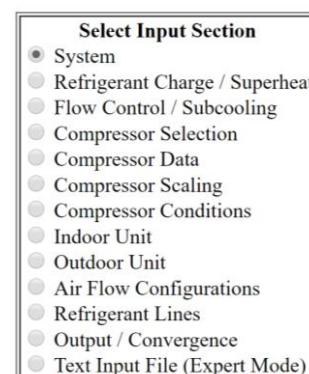 Select Input Section
System
Refrigerant Charge / Superheat
Flow Control / Subcooling
Compressor Selection
Compressor Data
Compressor Scaling
Compressor Conditions
Indoor Unit
Outdoor Unit
Air Flow Configurations
Refrigerant Lines
Output / Convergence
Text Input File (Expert Mode)